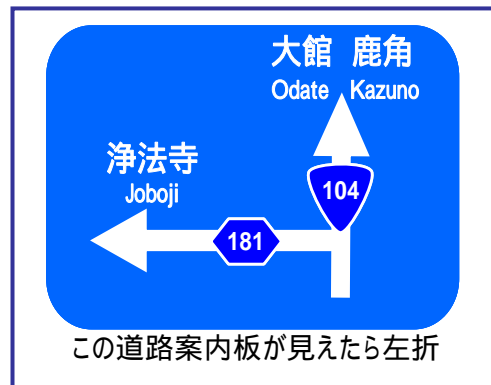 大館 鹿角
Odate Kazuno
浄法寺
Joboji
104
181
この道路案内板が見えたら左折